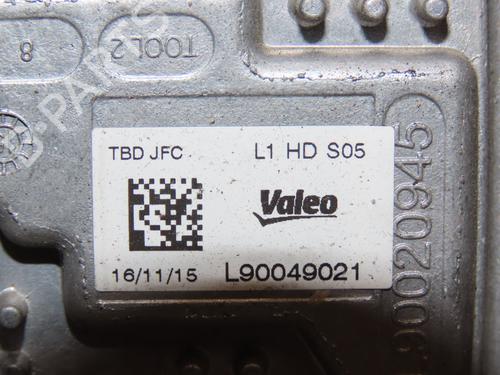 8
TOOL 2
TBD JFC L1 HD S05
Valeo
16/11/15 L90049021
90020945